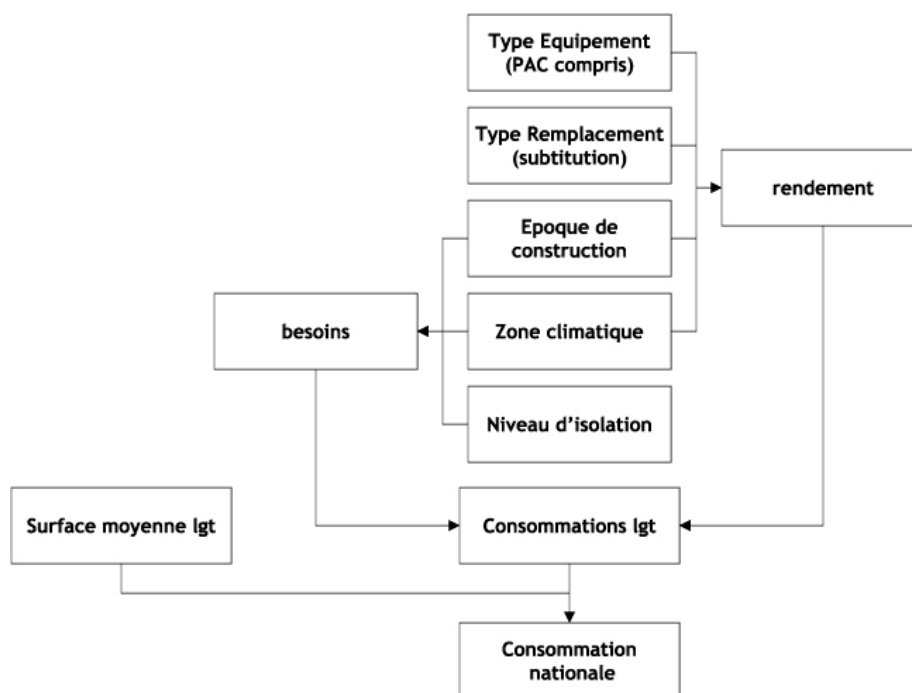 Type Equipement
(PAC compris)
Type Remplacement
(subtitution)
rendement
Epoque de
construction
besoins
Zone climatique
Niveau d'isolation
Surface moyenne lgt
Consommations lgt
Consommation
nationale